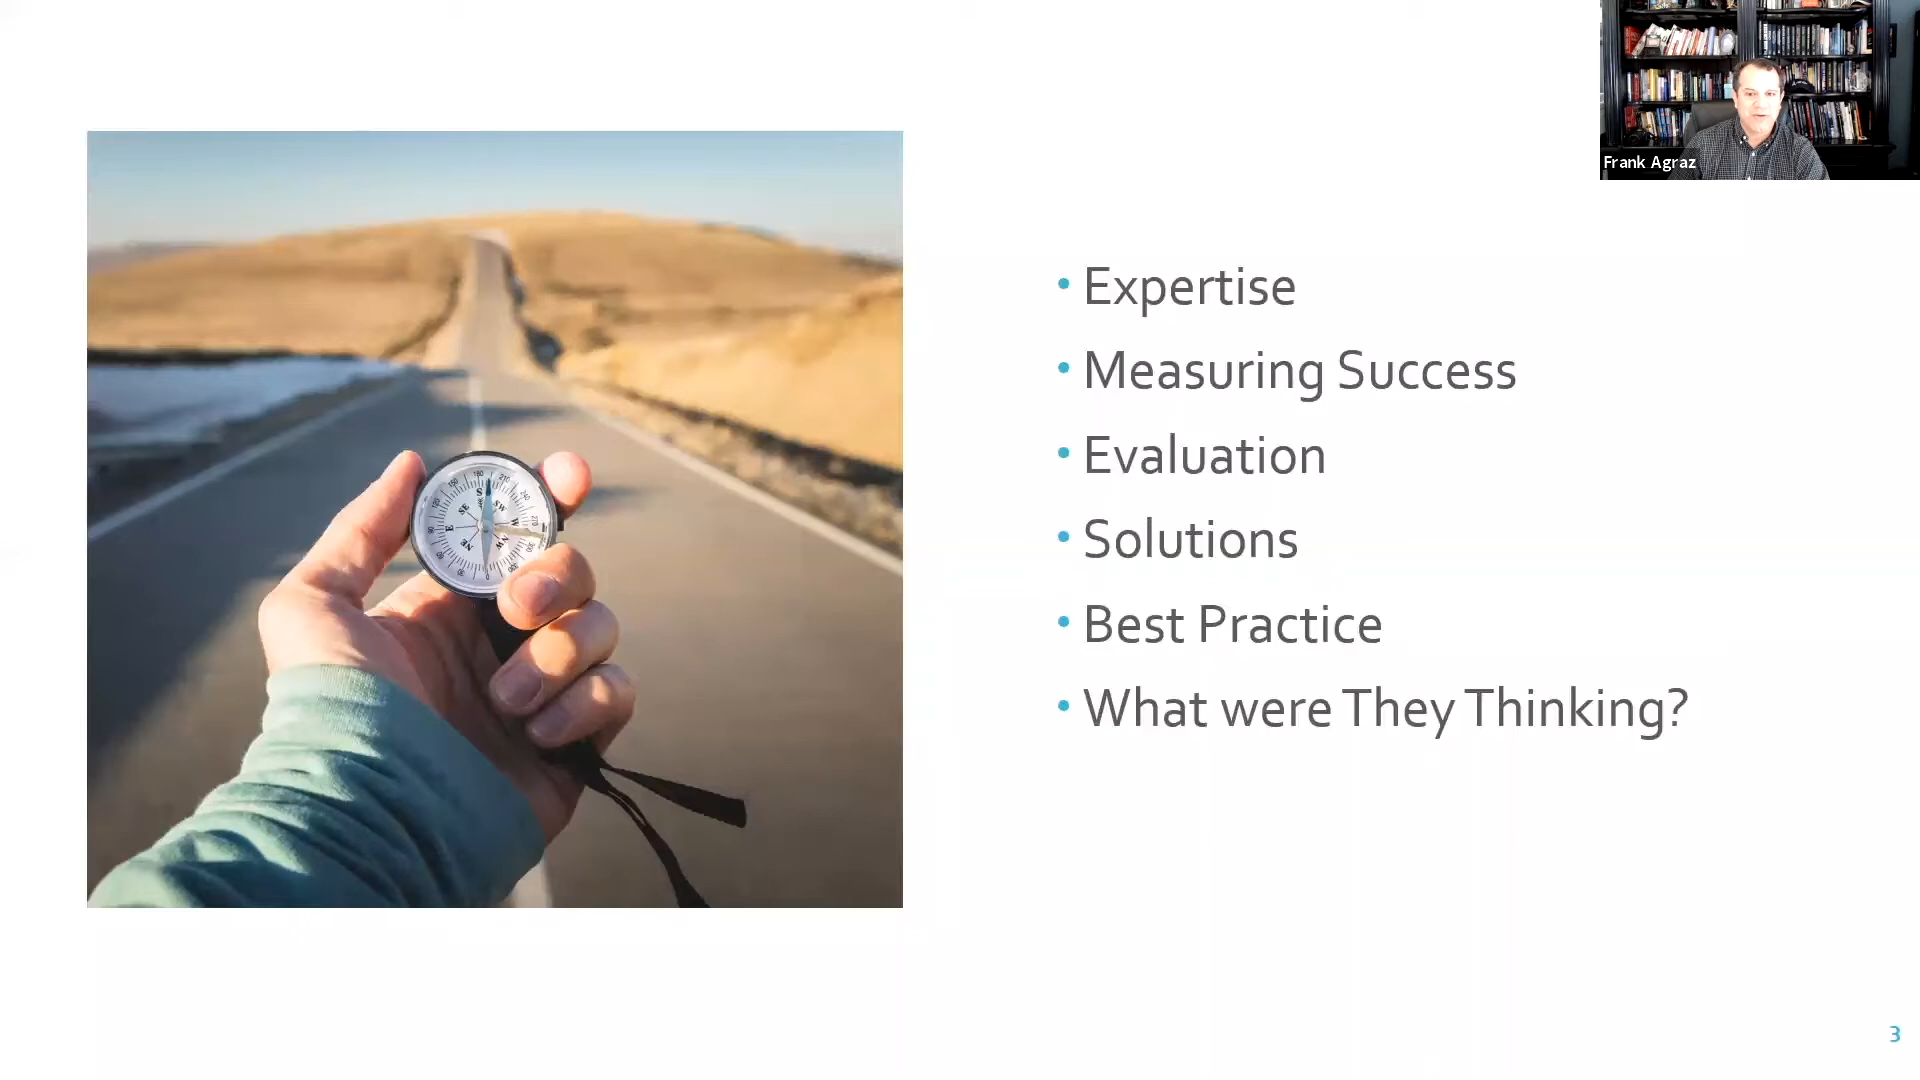 Frank Agraz
• Expertise
• Measuring Success
• Evaluation
• Solutions
• Best Practice
• What were They Thinking?
3